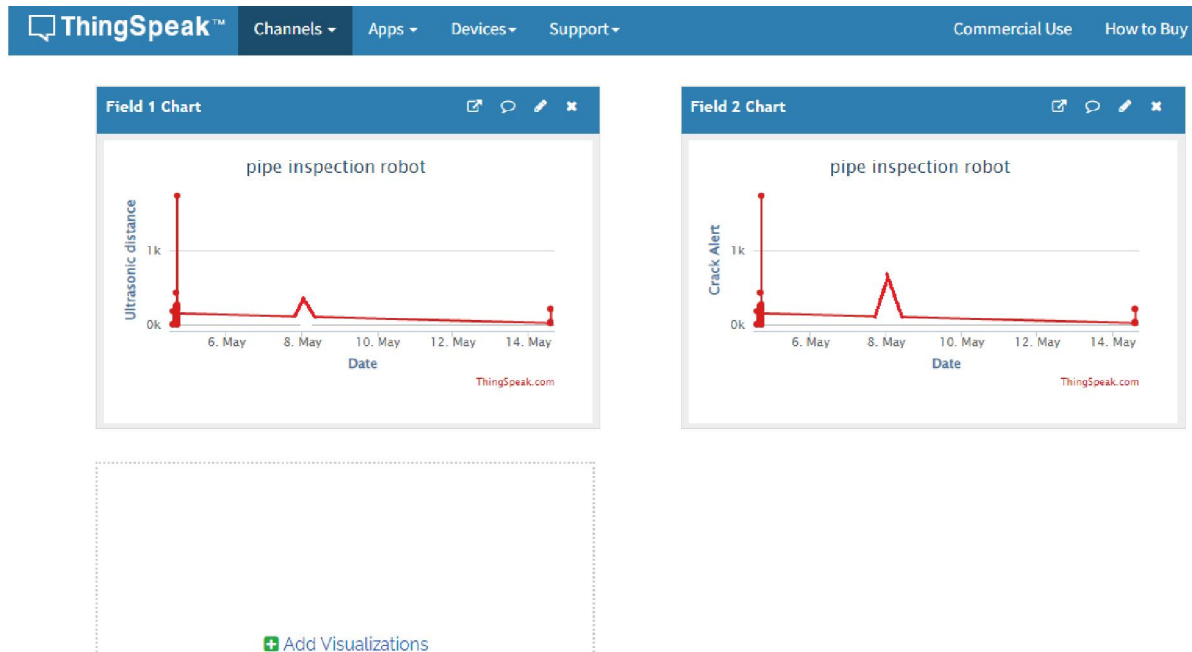 ThingSpeak™ Channels Apps Devices Support Commercial Use How to Buy
Field 1 Chart
pipe inspection robot
Ultrasonic distance
1k
0k
6. May 8. May 10. May 12. May 14. May
Date
ThingSpeak.com
Field 2 Chart
pipe inspection robot
Crack Alert
1k
0k
6. May 8. May 10. May 12. May 14. May
Date
ThingSpeak.com
Add Visualizations